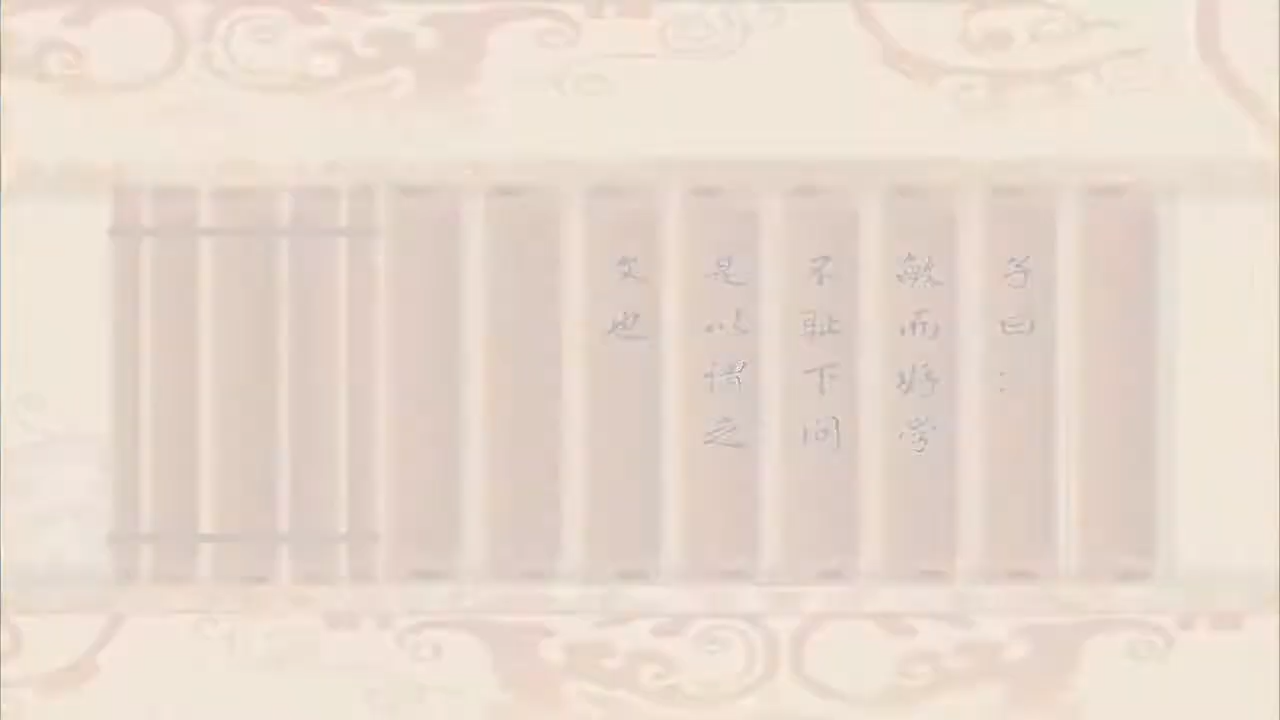 子曰：
敏而好学
不耻下问
是以谓之
文也